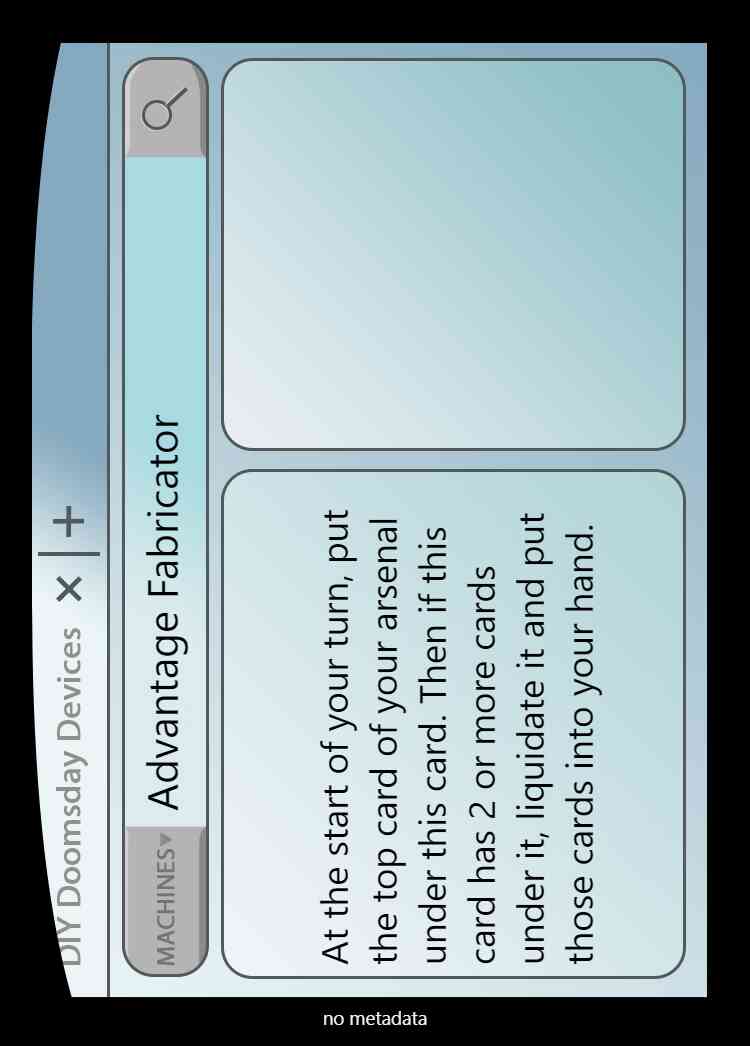 DIY Doomsday Devices × +
MACHINES▾ Advantage Fabricator
At the start of your turn, put
the top card of your arsenal
under this card. Then if this
card has 2 or more cards
under it, liquidate it and put
those cards into your hand.
no metadata